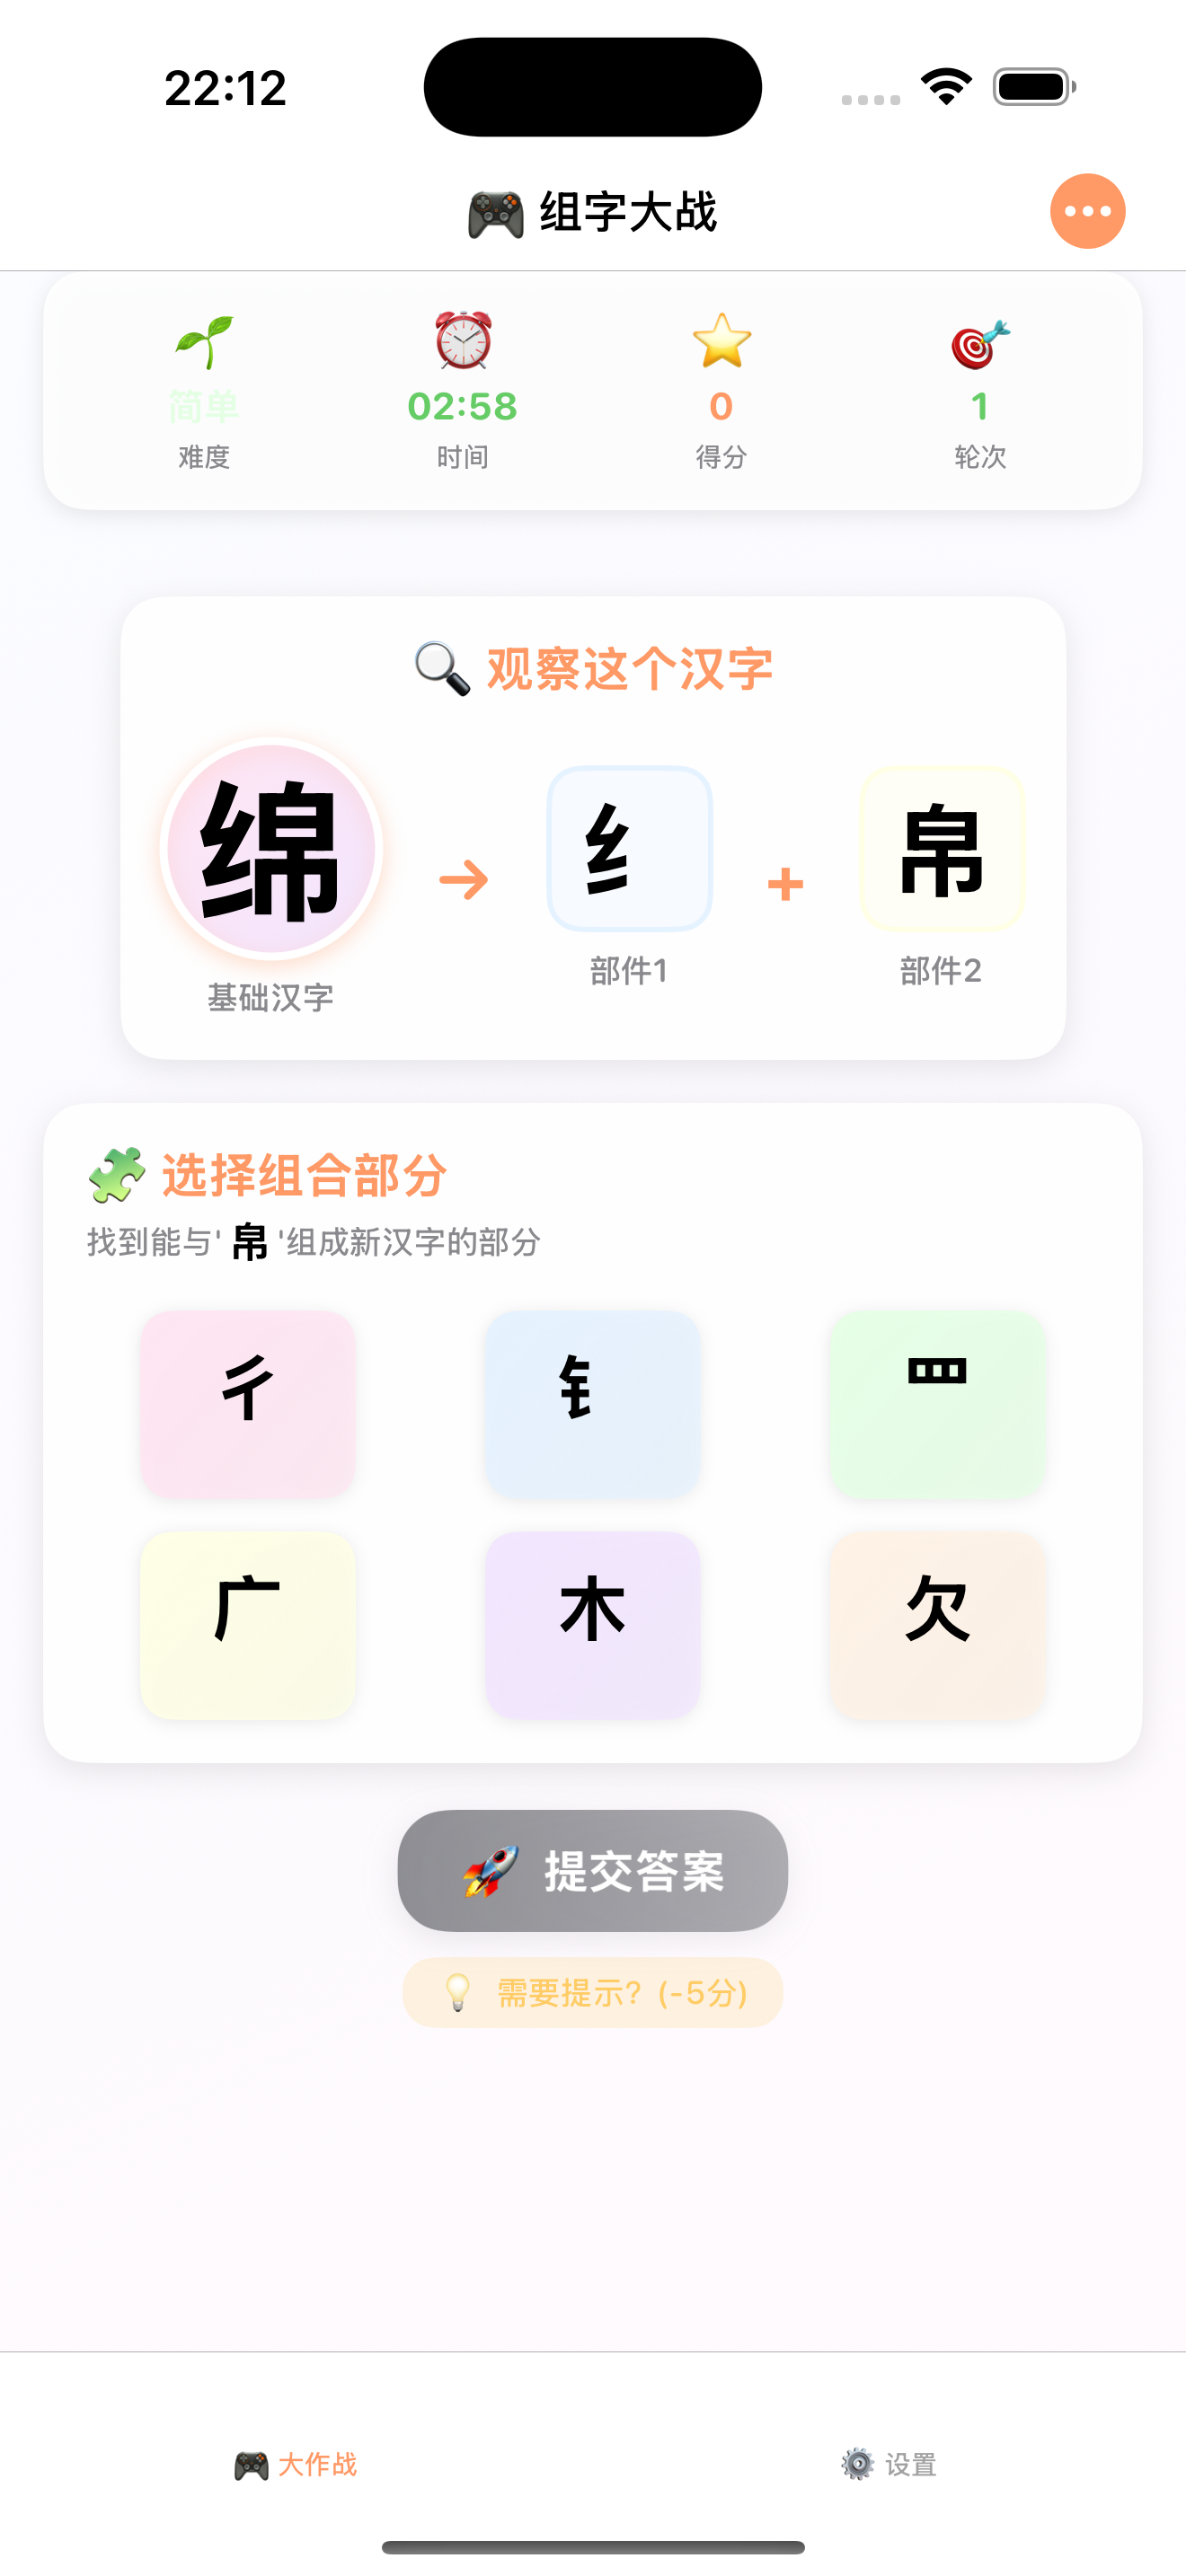 22:12
🎮 组字大战
简单 02:58 0 1
难度 时间 得分 轮次
🔍 观察这个汉字
绵 → 纟 + 帛
基础汉字 部件1 部件2
🧩 选择组合部分
找到能与' 帛 '组成新汉字的部分
彳 钅 罒
广 木 欠
🚀 提交答案
💡 需要提示? (-5分)
🎮 大作战 ⚙️ 设置